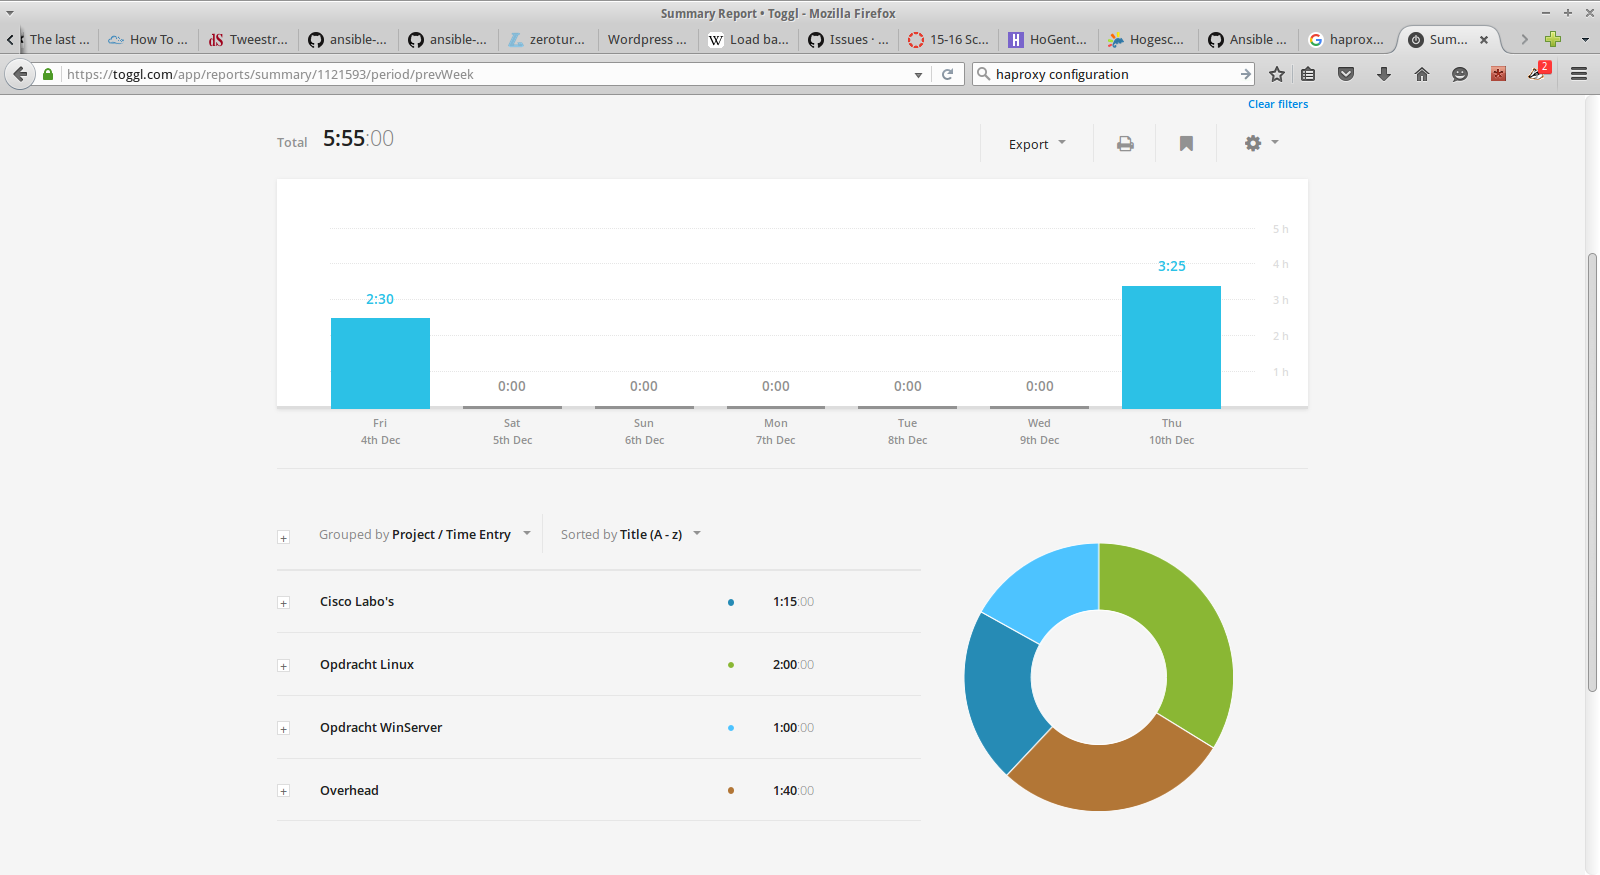 Summary Report • Toggl - Mozilla Firefox
The last ... How To ... dS Tweestr... ansible-... ansible-... zerotur... Wordpress ... W Load ba... Issues · ... 15-16 Sc... H HoGent... Hogesc... Ansible ... G haprox... Sum...
https://toggl.com/app/reports/summary/1121593/period/prevWeek haproxy configuration 2
Clear filters
Total 5:55:00 Export
5 h
4 h
3:25
2:30
3 h
2 h
1 h
0:00 0:00 0:00 0:00 0:00
Fri Sat Sun Mon Tue Wed Thu
4th Dec 5th Dec 6th Dec 7th Dec 8th Dec 9th Dec 10th Dec
Grouped by Project / Time Entry Sorted by Title (A - z)
Cisco Labo's 1:15:00
Opdracht Linux 2:00:00
Opdracht WinServer 1:00:00
Overhead 1:40:00